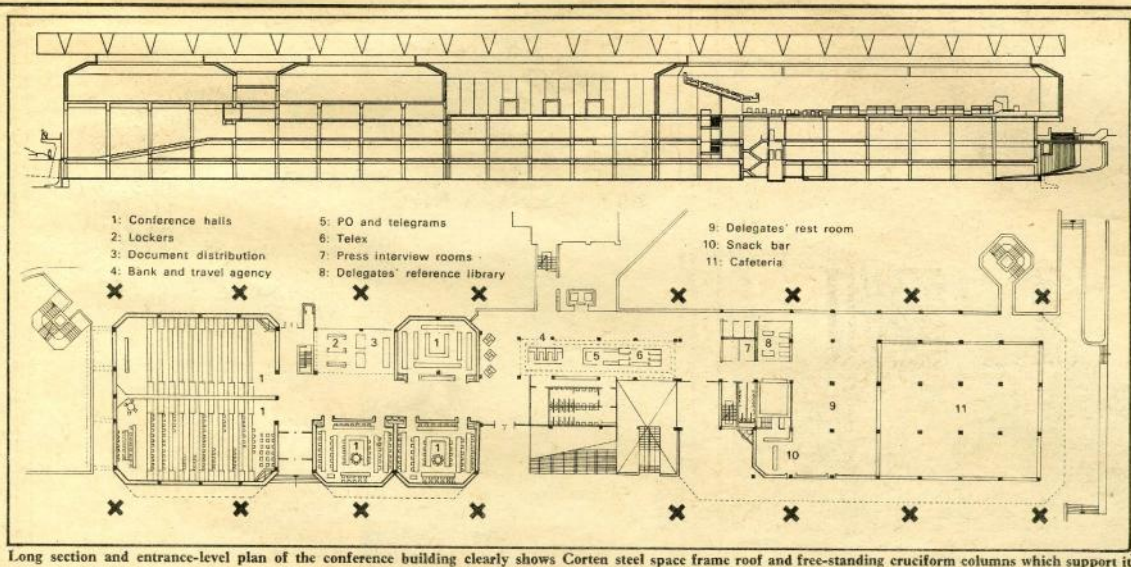 1: Conference halls
2: Lockers
3: Document distribution
4: Bank and travel agency
5: PO and telegrams
6: Telex
7: Press interview rooms
8: Delegates' reference library
9: Delegates' rest room
10: Snack bar
11: Cafeteria
4
2
3
1
5
6
7
8
1
1
9
11
1
1
10
Long section and entrance-level plan of the conference building clearly shows Corten steel space frame roof and free-standing cruciform columns which support it